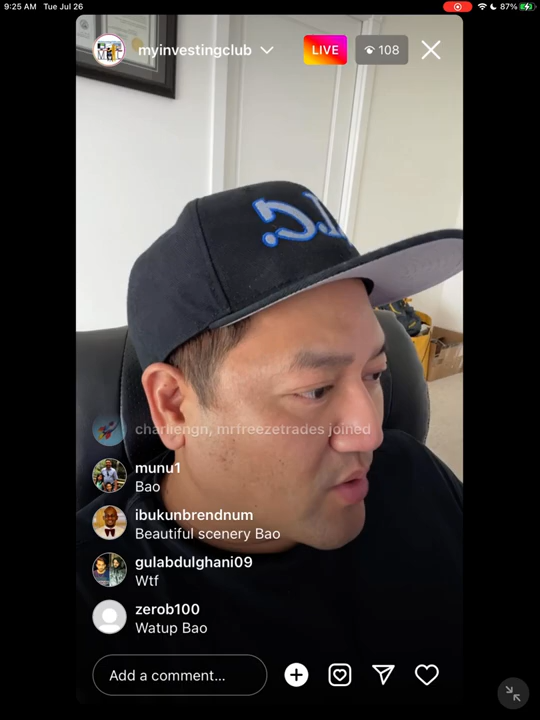 9:25 AM Tue Jul 26
87%
myinvestingclub
LIVE
108
charliengn, mrfreezetrades joined
munu1
Bao
ibukunbrendnum
Beautiful scenery Bao
gulabdulghani09
Wtf
zerob100
Watup Bao
Add a comment...